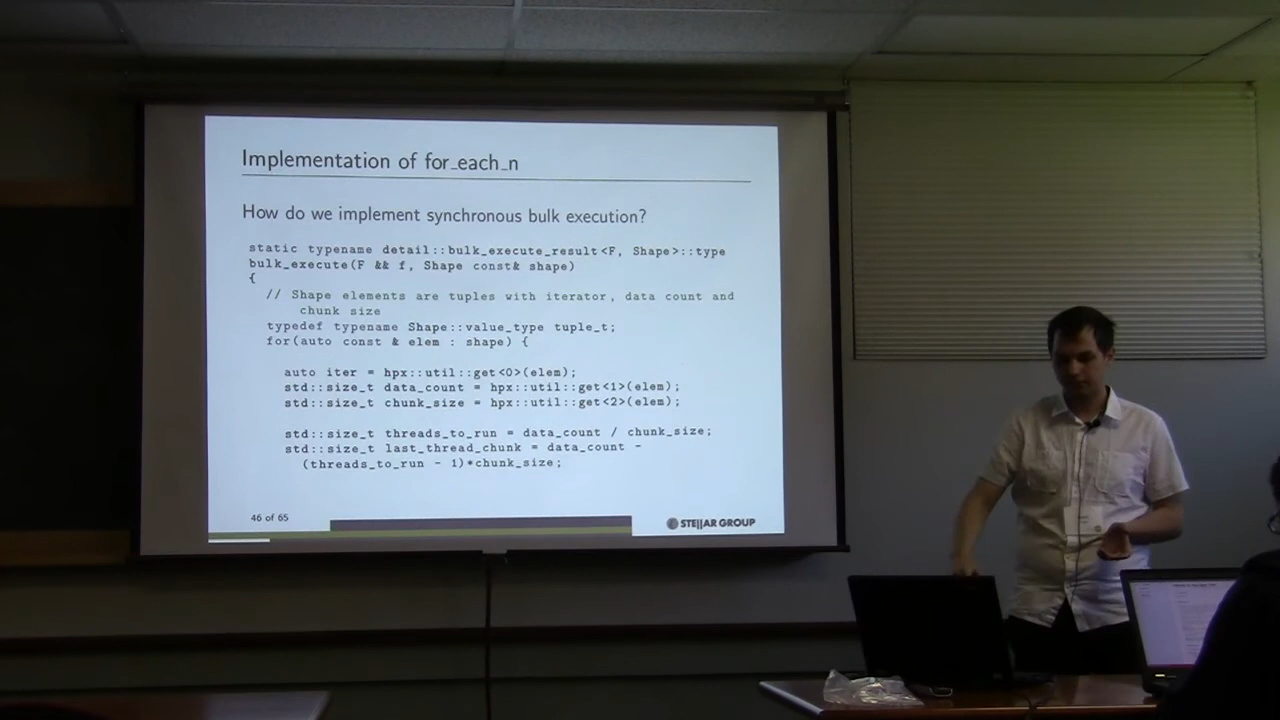 Implementation of for_each_n
How do we implement synchronous bulk execution?
static typename detail::bulk_execute_result<F, Shape>::type
bulk_execute(F && f, Shape const& shape)
{
// Shape elements are tuples with iterator, data count and
chunk size
typedef typename Shape::value_type tuple_t;
for(auto const & elem : shape) {
auto iter = hpx::util::get<0>(elem);
std::size_t data_count = hpx::util::get<1>(elem);
std::size_t chunk_size = hpx::util::get<2>(elem);
std::size_t threads_to_run = data_count / chunk_size;
std::size_t last_thread_chunk = data_count -
(threads_to_run - 1)*chunk_size;
46 of 65
STE||AR GROUP